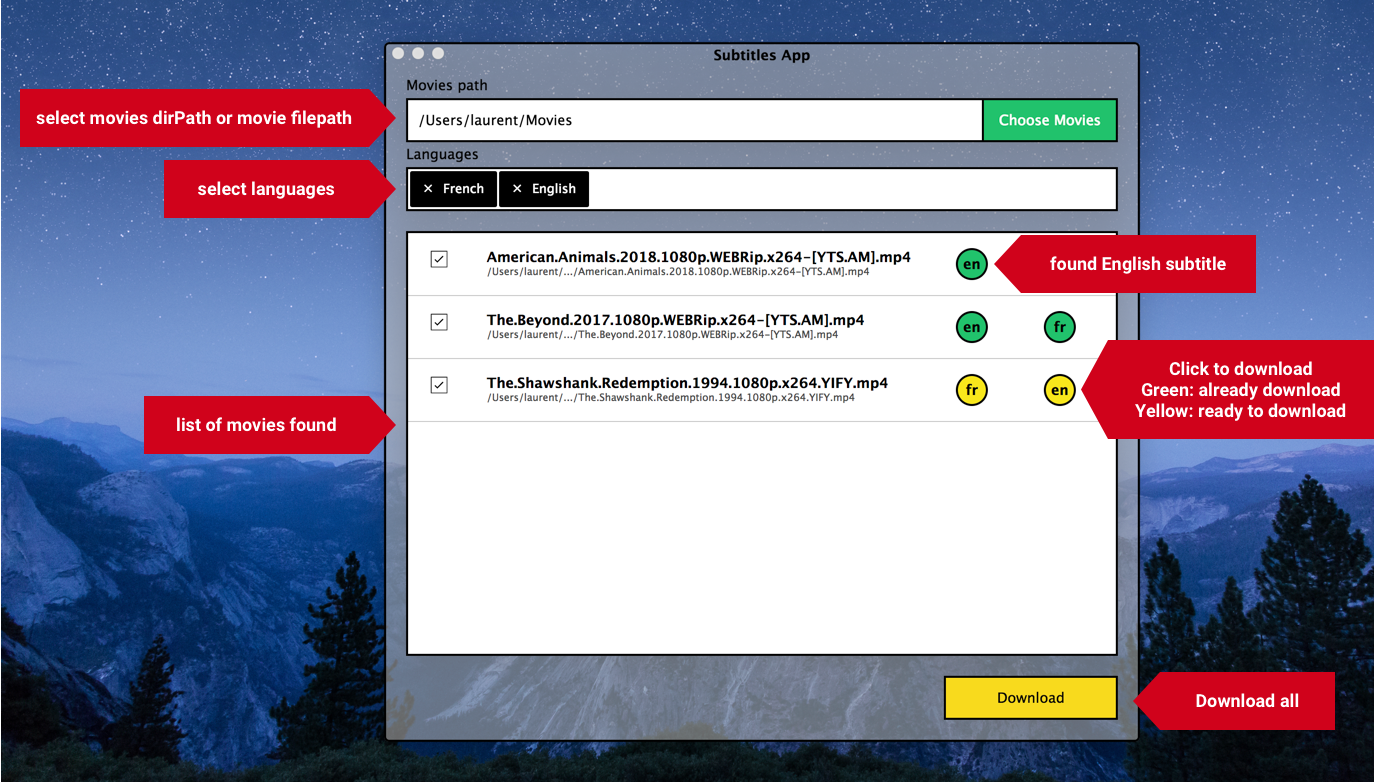 Subtitles App
Movies path
select movies dirPath or movie filepath
/Users/laurent/Movies
Choose Movies
Languages
select languages
✕ French
✕ English
American.Animals.2018.1080p.WEBRip.x264-[YTS.AM].mp4
/Users/laurent/.../American.Animals.2018.1080p.WEBRip.x264-[YTS.AM].mp4
en
found English subtitle
The.Beyond.2017.1080p.WEBRip.x264-[YTS.AM].mp4
/Users/laurent/.../The.Beyond.2017.1080p.WEBRip.x264-[YTS.AM].mp4
en
fr
The.Shawshank.Redemption.1994.1080p.x264.YIFY.mp4
/Users/laurent/.../The.Shawshank.Redemption.1994.1080p.x264.YIFY.mp4
fr
en
Click to download
Green: already download
Yellow: ready to download
list of movies found
Download
Download all